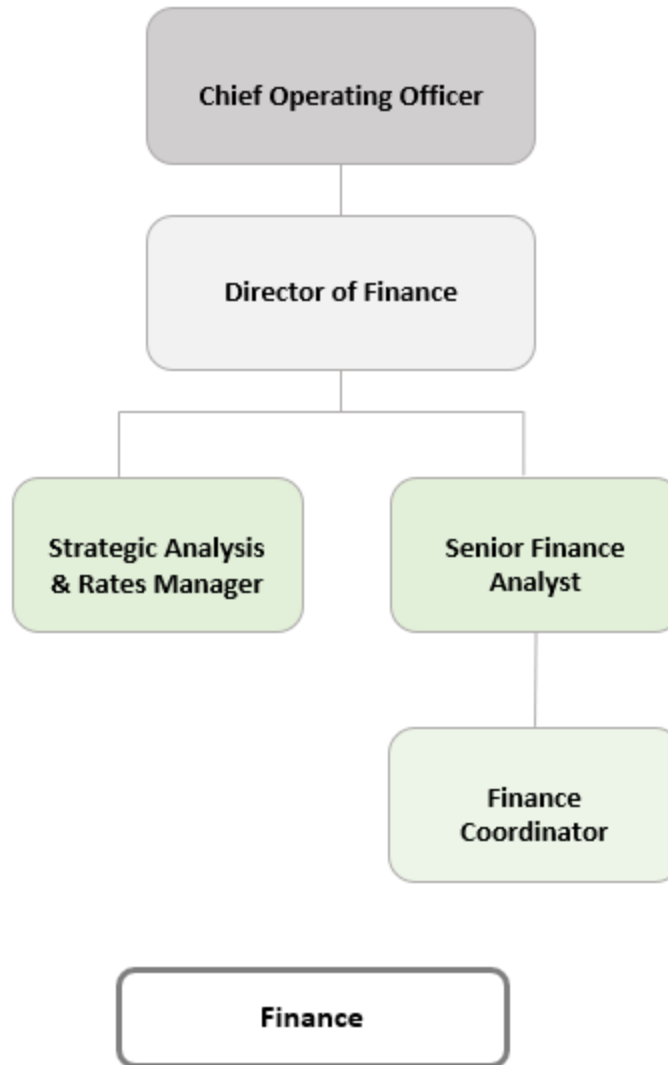 Chief Operating Officer
Director of Finance
Strategic Analysis
& Rates Manager
Senior Finance
Analyst
Finance
Coordinator
Finance